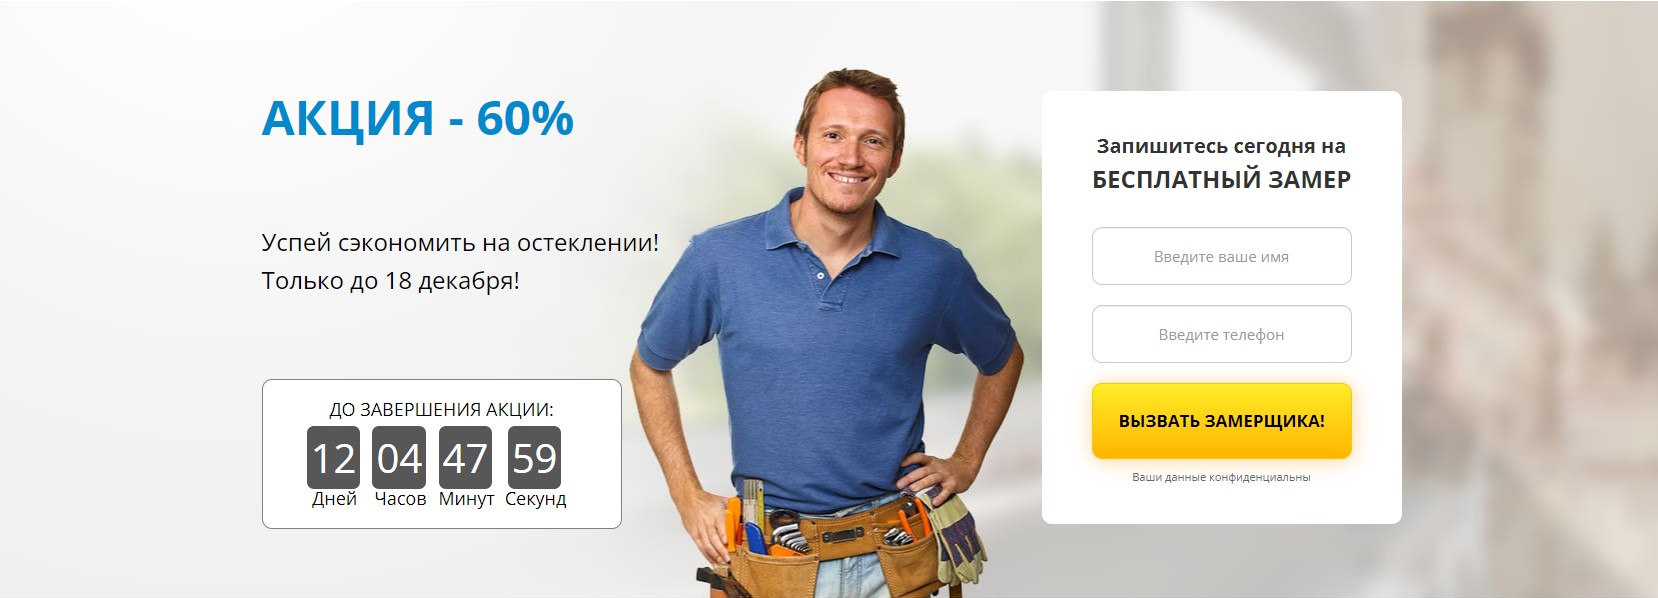 АКЦИЯ - 60%
Успей сэкономить на остеклении!
Только до 18 декабря!
ДО ЗАВЕРШЕНИЯ АКЦИИ:
12 04 47 59
Дней Часов Минут Секунд
Запишитесь сегодня на
БЕСПЛАТНЫЙ ЗАМЕР
Введите ваше имя
Введите телефон
ВЫЗВАТЬ ЗАМЕРЩИКА!
Ваши данные конфиденциальны